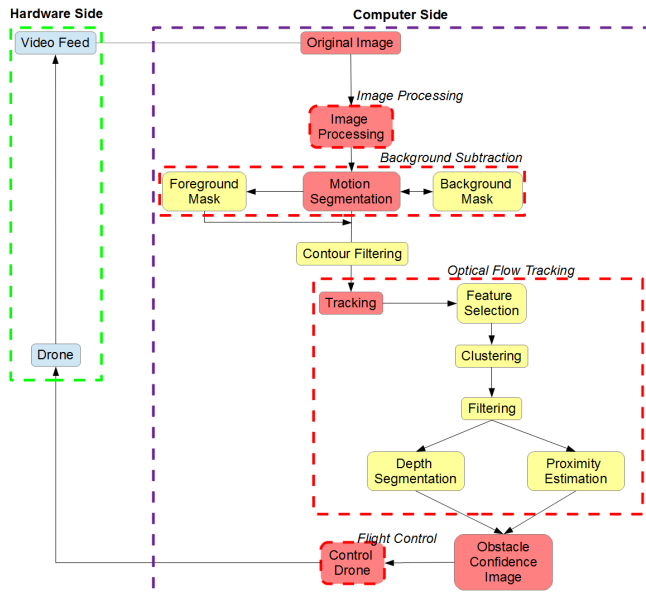 Hardware Side
Computer Side
Video Feed
Original Image
Image Processing
Image
Processing
Background Subtraction
Foreground
Mask
Motion
Segmentation
Background
Mask
Contour Filtering
Optical Flow Tracking
Tracking
Feature
Selection
Drone
Clustering
Filtering
Depth
Segmentation
Proximity
Estimation
Flight Control
Control
Drone
Obstacle
Confidence
Image